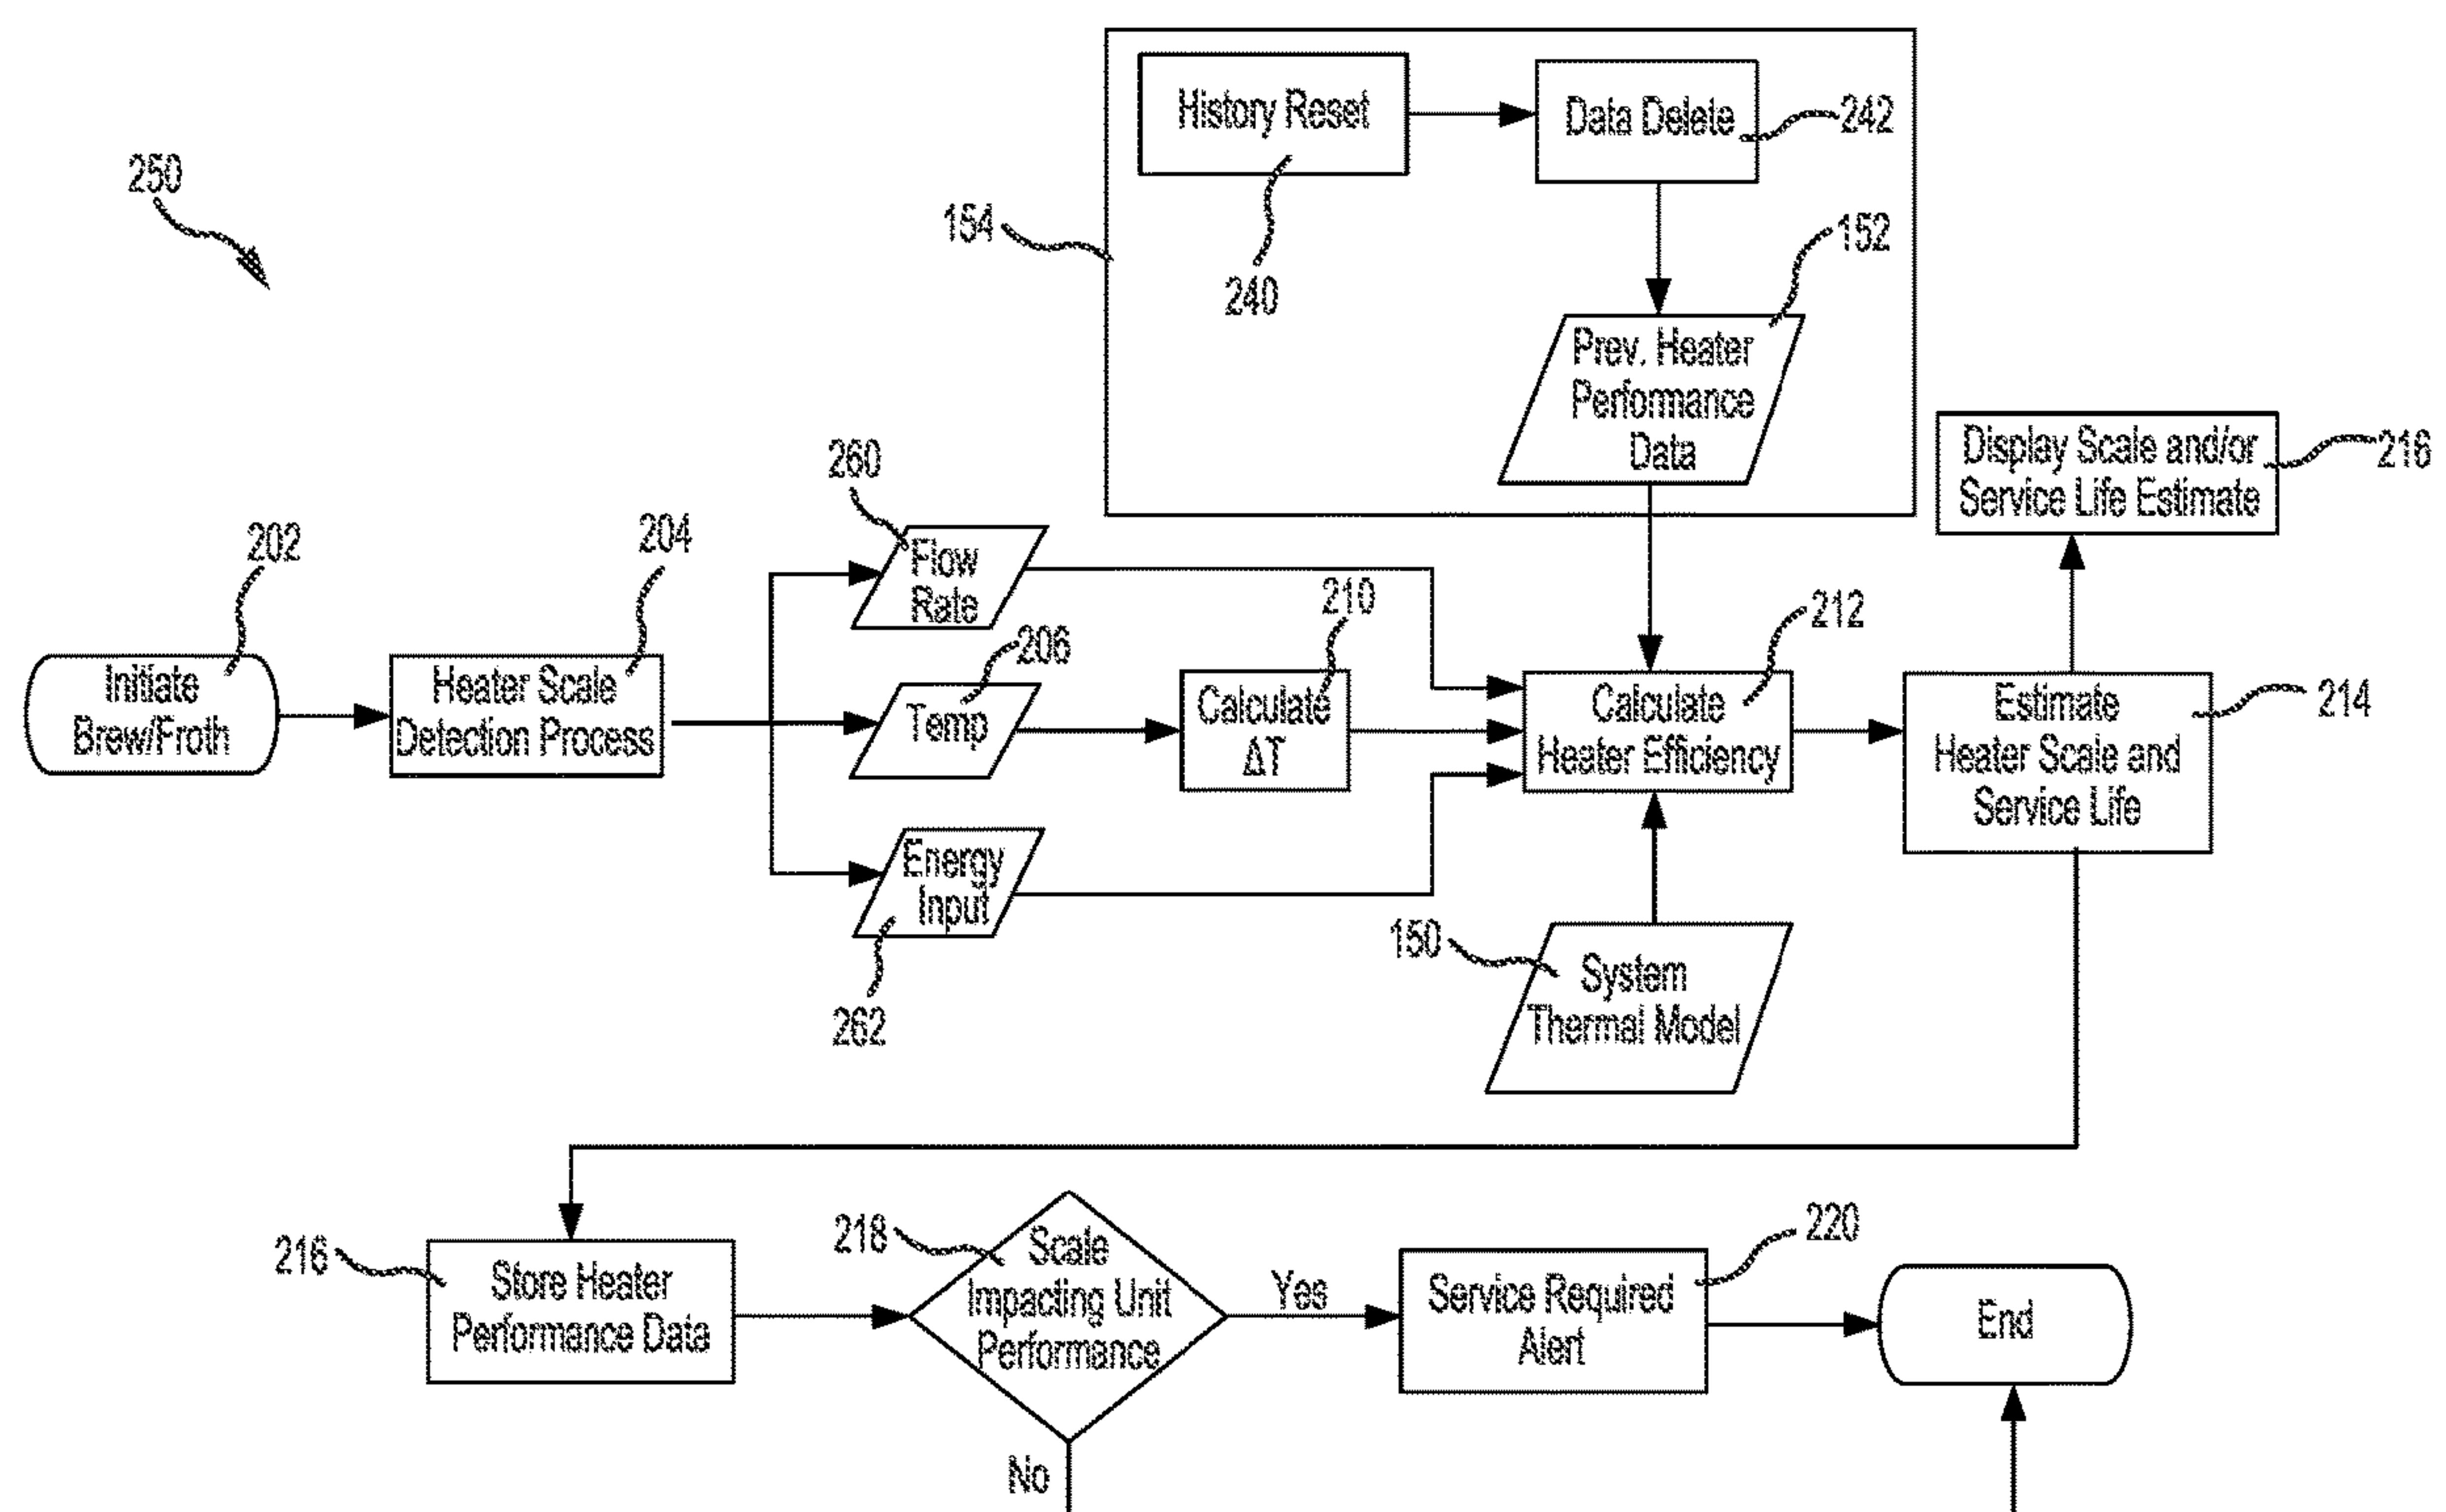 250
History Reset
240
Data Delete
242
154
152
Prev. Heater
Performance
Data
Display Scale and/or
Service Life Estimate
216
202
Initiate
Brew/Froth
204
Heater Scale
Detection Process
260
Flow
Rate
206
Temp
Energy
Input
262
210
Calculate
ΔT
212
Calculate
Heater Efficiency
150
System
Thermal Model
Estimate
Heater Scale and
Service Life
214
216
Store Heater
Performance Data
218
Scale
Impacting Unit
Performance
Yes
No
220
Service Required
Alert
End